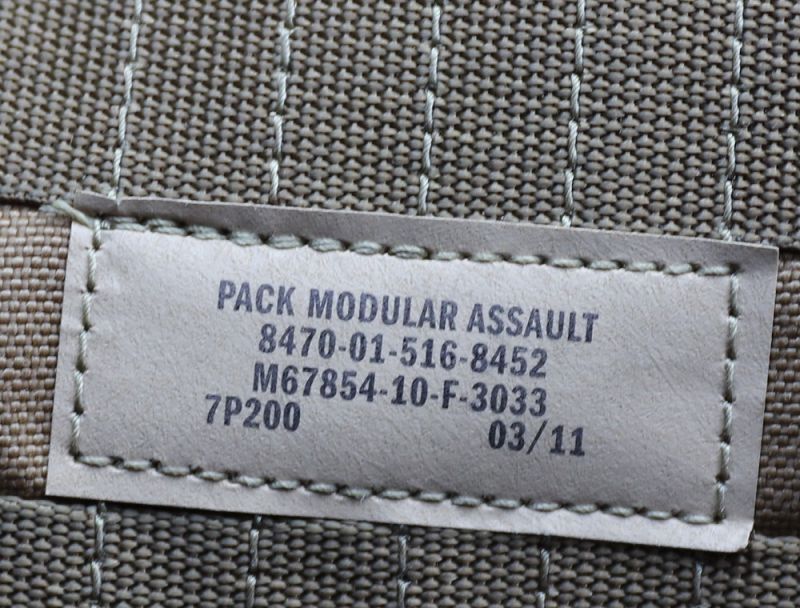 PACK MODULAR ASSAULT
8470-01-516-8452
M67854-10-F-3033
7P200 03/11